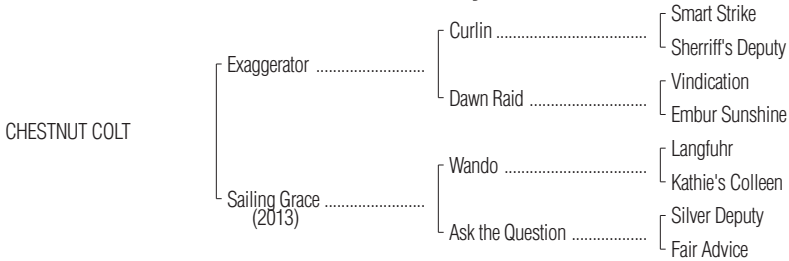 Smart Strike
Curlin ..........................................
Sherriff's Deputy
Exaggerator ..............................
Vindication
Dawn Raid .................................
Embur Sunshine
CHESTNUT COLT
Langfuhr
Wando ........................................
Kathie's Colleen
Sailing Grace ............................
(2013)
Silver Deputy
Ask the Question .....................
Fair Advice